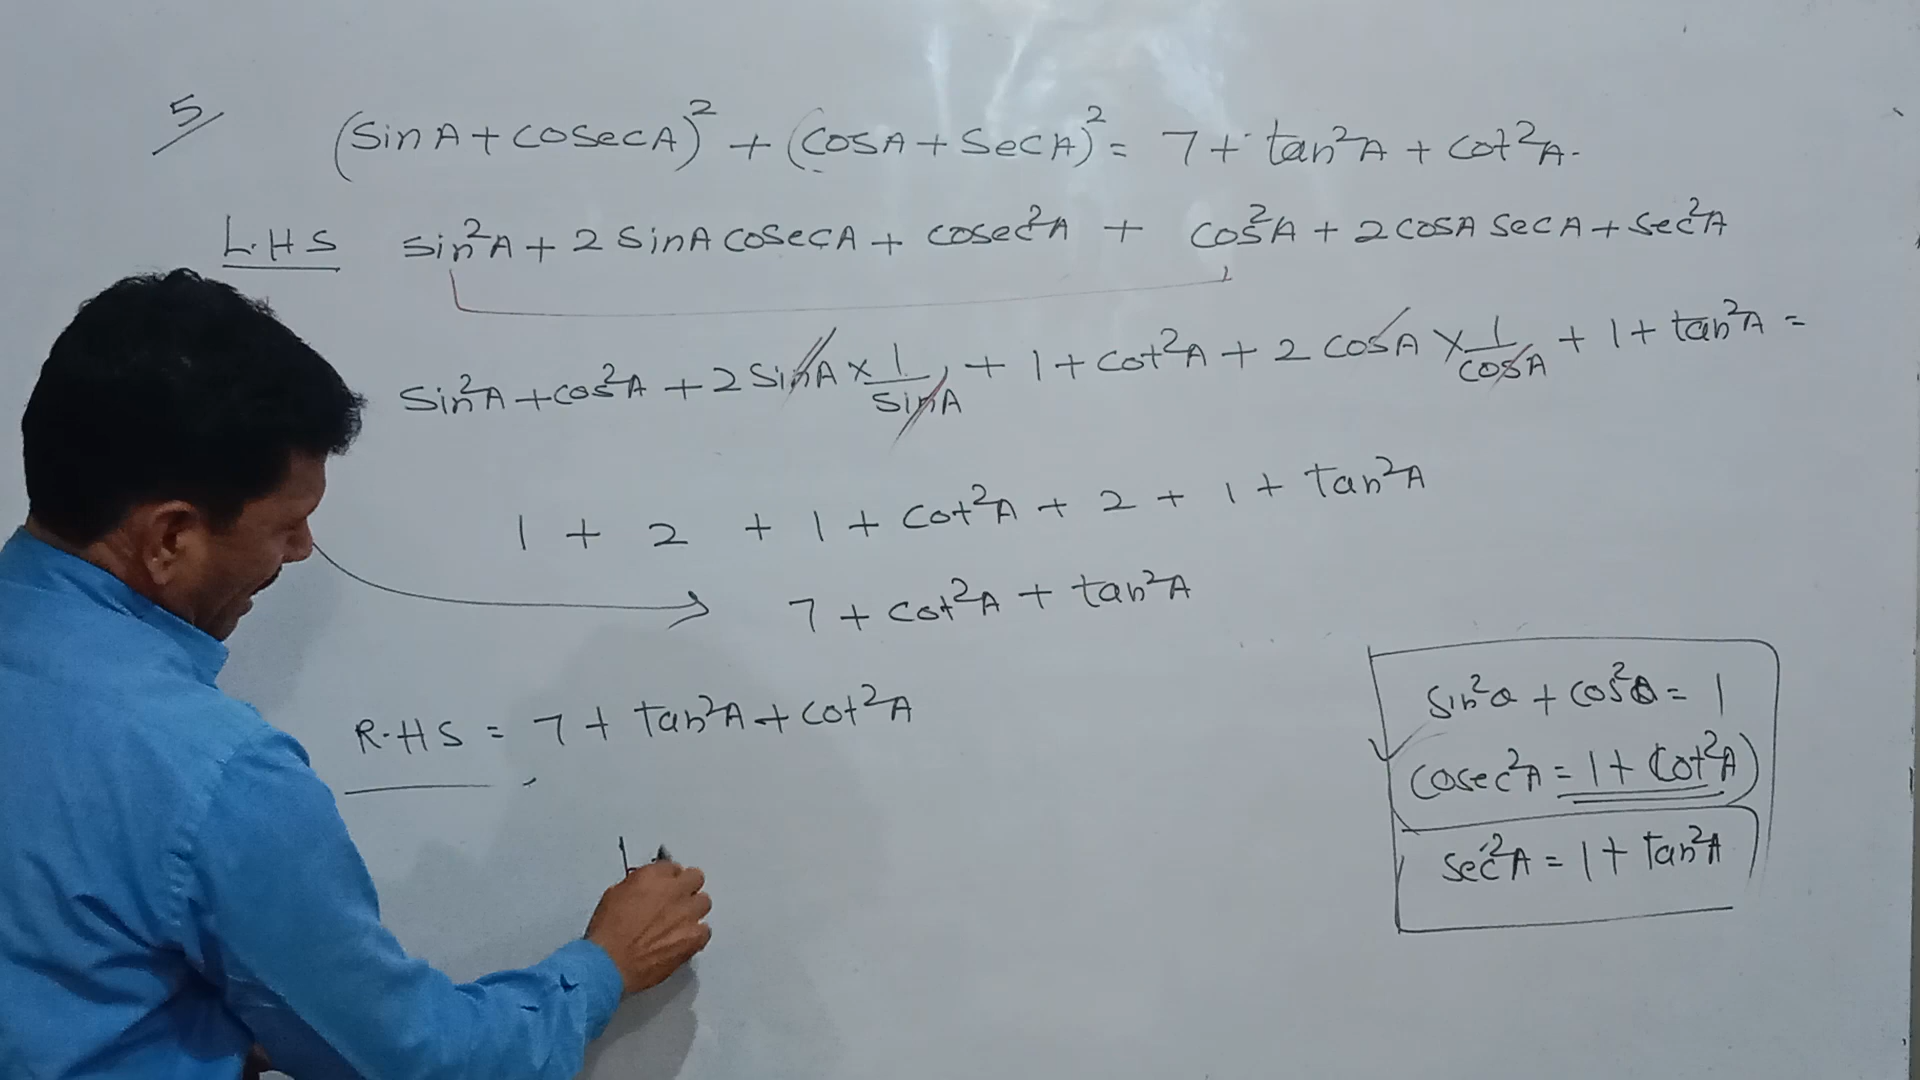 5/ (sinA + cosecA)² + (cosA + secA)² = 7 + tan²A + cot²A.
L.H.S sin²A + 2 sinA cosecA + cosec²A + cos²A + 2 cosA secA + sec²A
sin²A + cos²A + 2 sinA × 1/sinA + 1 + cot²A + 2 cosA × 1/cosA + 1 + tan²A =
1 + 2 + 1 + cot²A + 2 + 1 + tan²A
7 + cot²A + tan²A
R.H.S = 7 + tan²A + cot²A
sin²θ + cos²θ = 1
cosec²A = 1 + cot²A
sec²A = 1 + tan²A